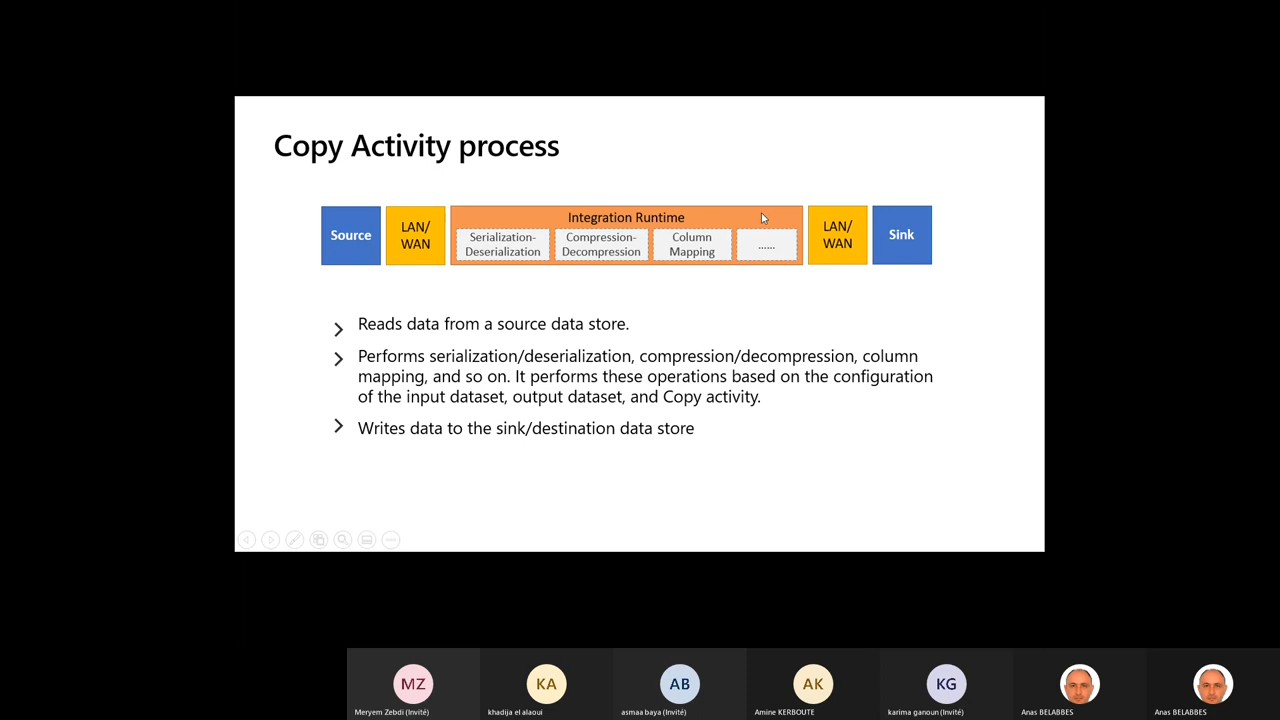 Copy Activity process
Source
LAN/
WAN
Integration Runtime
Serialization-
Deserialization
Compression-
Decompression
Column
Mapping
......
LAN/
WAN
Sink
Reads data from a source data store.
Performs serialization/deserialization, compression/decompression, column
mapping, and so on. It performs these operations based on the configuration
of the input dataset, output dataset, and Copy activity.
Writes data to the sink/destination data store
MZ
KA
AB
AK
KG
Meryem Zebdi (Invité)
khadija el alaoui
asmaa baya (Invité)
Amine KERBOUTE
karima ganoun (Invité)
Anas BELABBES
Anas BELABBES